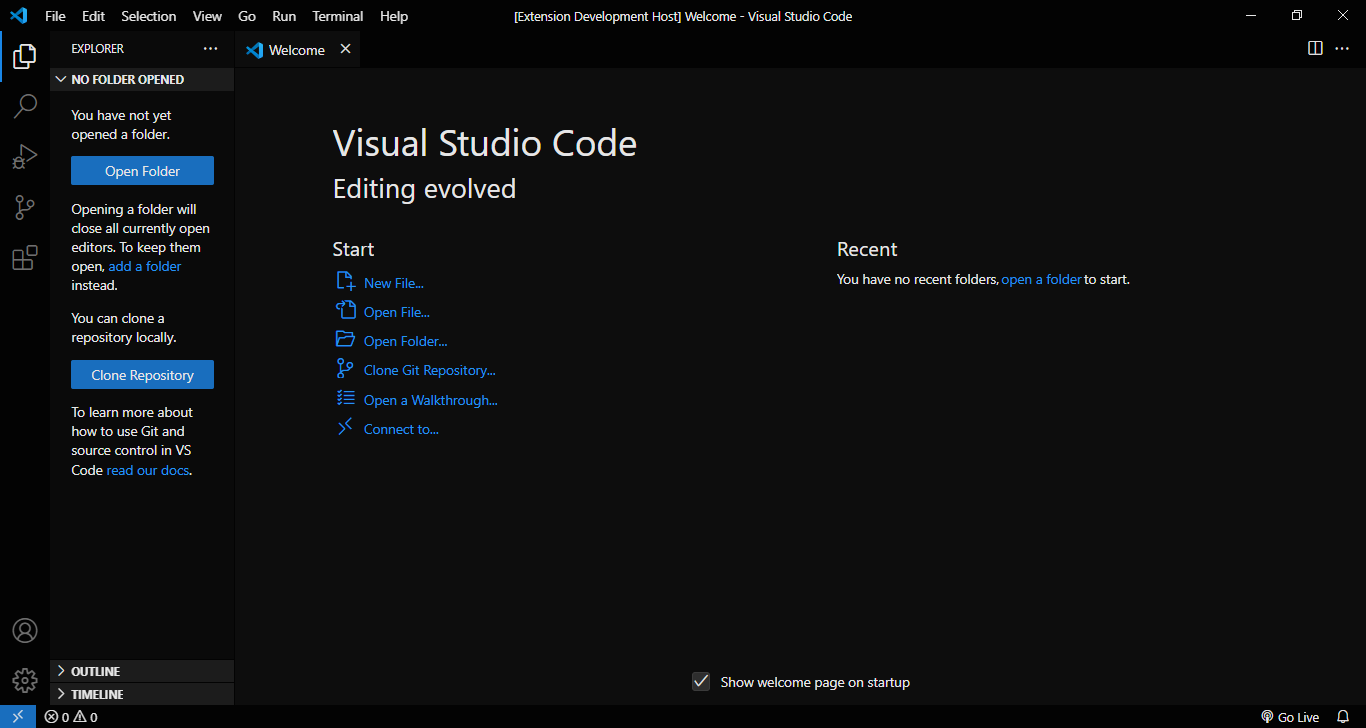 File Edit Selection View Go Run Terminal Help
[Extension Development Host] Welcome - Visual Studio Code
EXPLORER
Welcome
NO FOLDER OPENED
You have not yet
opened a folder.
Open Folder
Opening a folder will
close all currently open
editors. To keep them
open, add a folder
instead.
You can clone a
repository locally.
Clone Repository
To learn more about
how to use Git and
source control in VS
Code read our docs.
OUTLINE
TIMELINE
Visual Studio Code
Editing evolved
Start
New File...
Open File...
Open Folder...
Clone Git Repository...
Open a Walkthrough...
Connect to...
Recent
You have no recent folders, open a folder to start.
Show welcome page on startup
0 0
Go Live